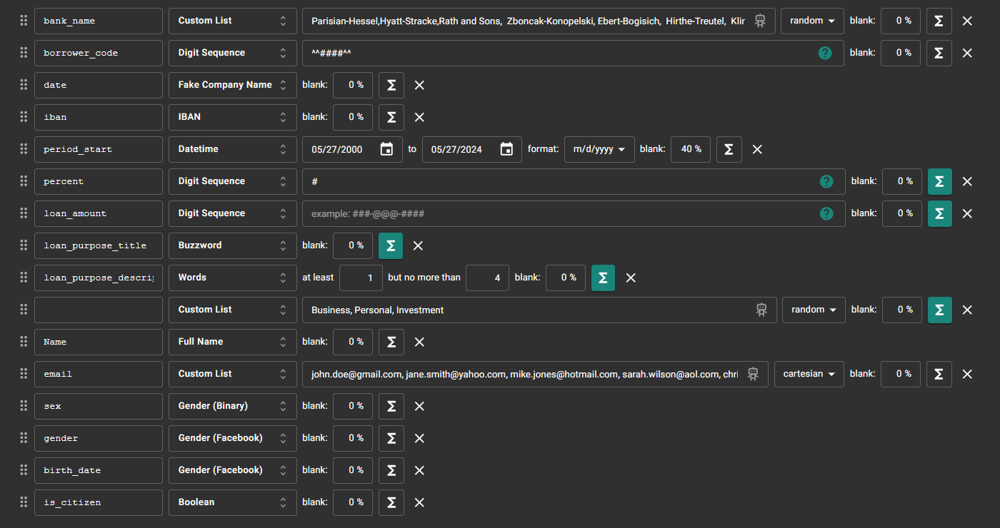 bank_name Custom List Parisian-Hessel,Hyatt-Stracke,Rath and Sons, Zboncak-Konopelski, Ebert-Bogisich, Hirthe-Treutel, Klir random blank: 0 % Σ
borrower_code Digit Sequence ^^####^^ ? blank: 0 % Σ
date Fake Company Name blank: 0 % Σ
iban IBAN blank: 0 % Σ
period_start Datetime 05/27/2000 to 05/27/2024 format: m/d/yyyy blank: 40 % Σ
percent Digit Sequence # ? blank: 0 % Σ
loan_amount Digit Sequence example: ###-@@@-#### ? blank: 0 % Σ
loan_purpose_title Buzzword blank: 0 % Σ
loan_purpose_descrip Words at least 1 but no more than 4 blank: 0 % Σ
Custom List Business, Personal, Investment random blank: 0 % Σ
Name Full Name blank: 0 % Σ
email Custom List john.doe@gmail.com, jane.smith@yahoo.com, mike.jones@hotmail.com, sarah.wilson@aol.com, chri cartesian blank: 0 % Σ
sex Gender (Binary) blank: 0 % Σ
gender Gender (Facebook) blank: 0 % Σ
birth_date Gender (Facebook) blank: 0 % Σ
is_citizen Boolean blank: 0 % Σ